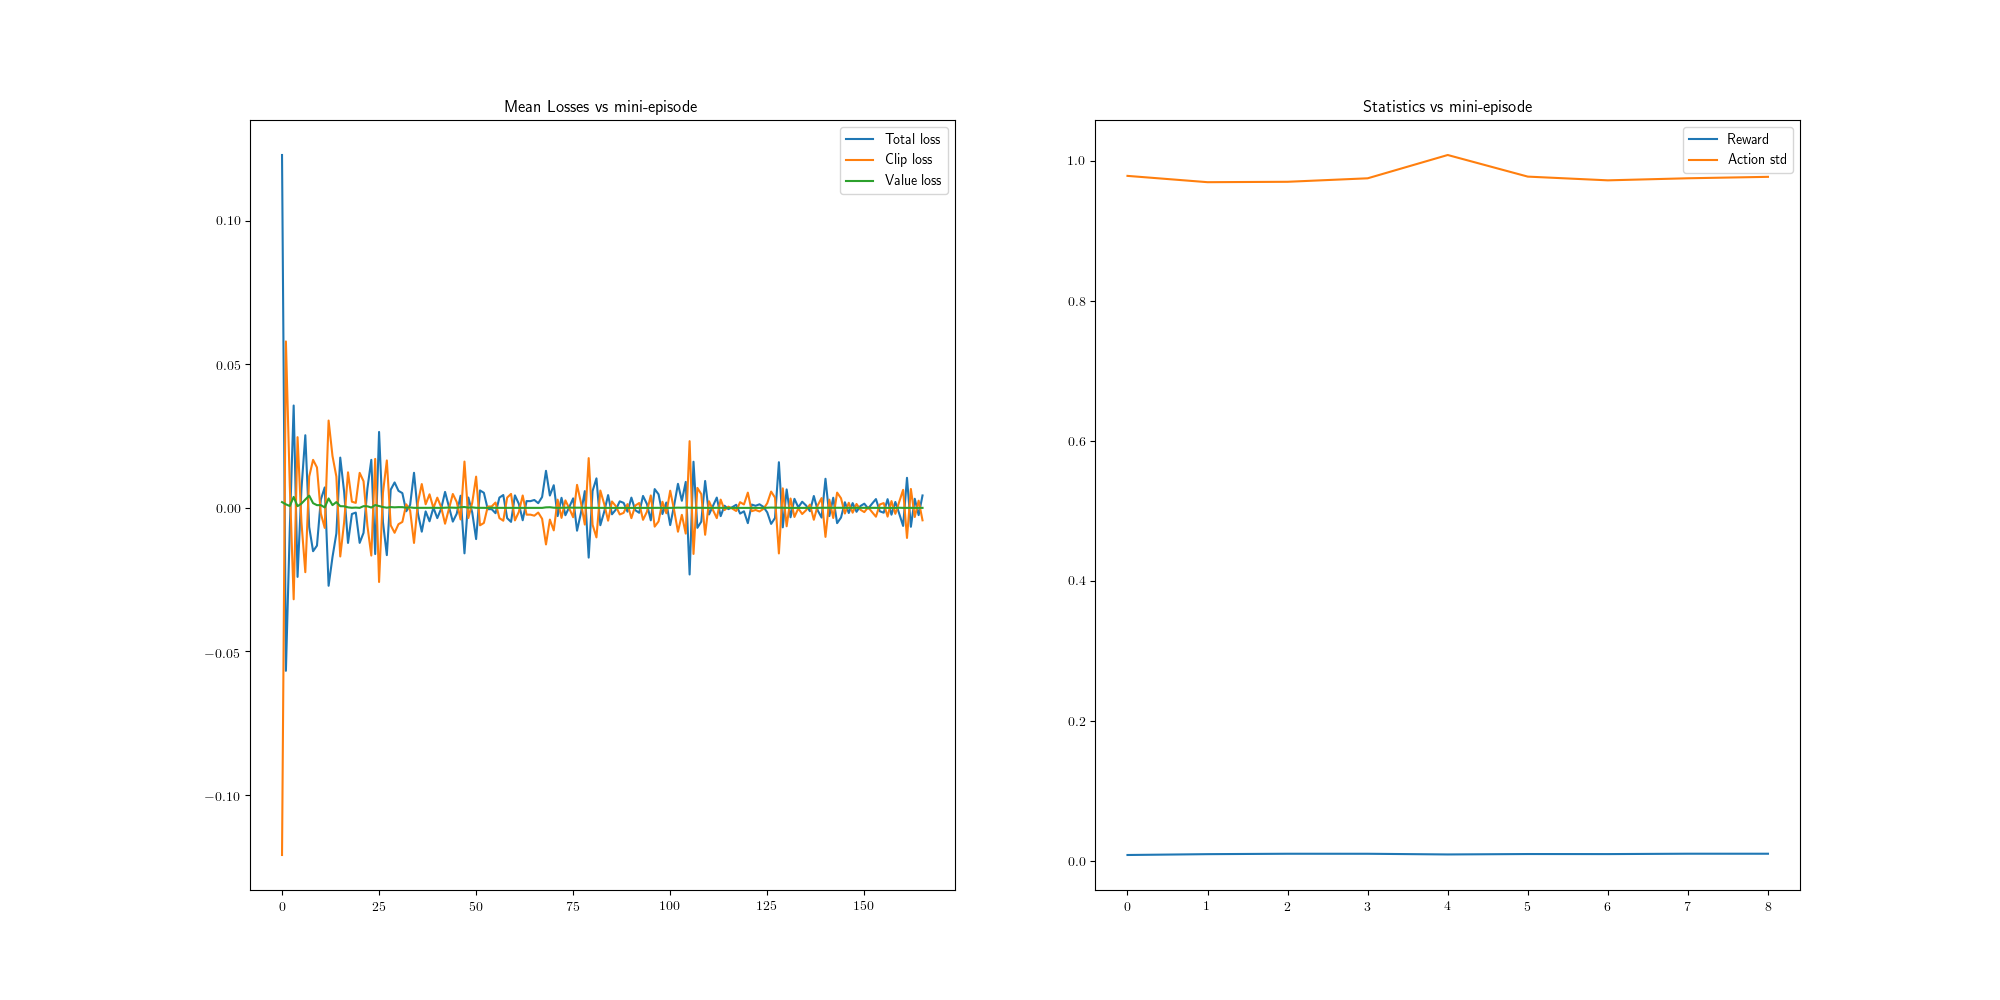 Mean Losses vs mini-episode
Total loss
Clip loss
Value loss
0.10
0.05
0.00
−0.05
−0.10
0 25 50 75 100 125 150
Statistics vs mini-episode
Reward
Action std
1.0
0.8
0.6
0.4
0.2
0.0
0 1 2 3 4 5 6 7 8